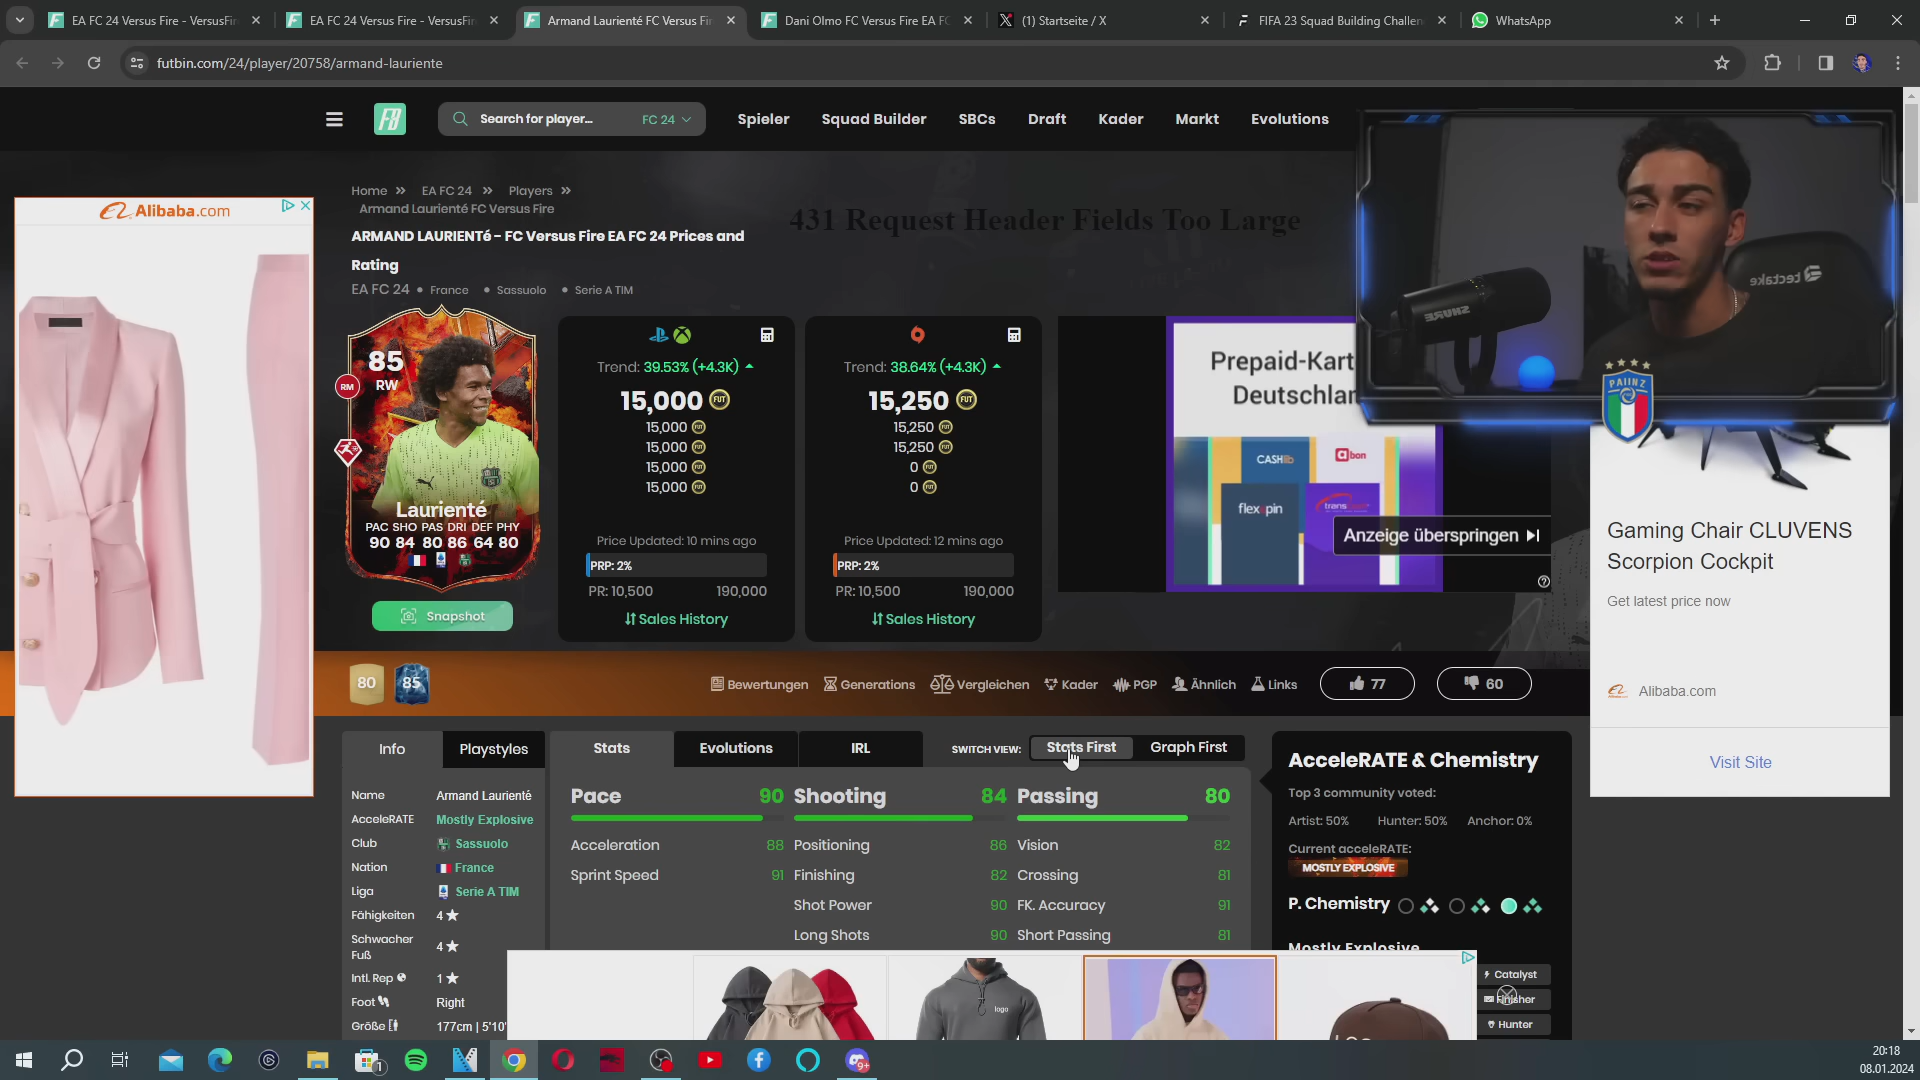 EA FC 24 Versus Fire - VersusFir
EA FC 24 Versus Fire - VersusFir
Armand Laurienté FC Versus Fir
Dani Olmo FC Versus Fire EA FC
(1) Startseite / X
FIFA 23 Squad Building Challen
WhatsApp
futbin.com/24/player/20758/armand-lauriente
Search for player...
FC 24
Spieler
Squad Builder
SBCs
Draft
Kader
Markt
Evolutions
Home » EA FC 24 » Players »
Armand Laurienté FC Versus Fire
ARMAND LAURIENTé - FC Versus Fire EA FC 24 Prices and
Rating
EA FC 24 • France • Sassuolo • Serie A TIM
431 Request Header Fields Too Large
Alibaba.com
85
RW
RM
Laurienté
PAC SHO PAS DRI DEF PHY
90 84 80 86 64 80
Snapshot
Trend: 39.53% (+4.3K)
15,000
15,000
15,000
15,000
15,000
Price Updated: 10 mins ago
PRP: 2%
PR: 10,500 190,000
Sales History
Trend: 38.64% (+4.3K)
15,250
15,250
15,250
0
0
Price Updated: 12 mins ago
PRP: 2%
PR: 10,500 190,000
Sales History
Prepaid-Kart
Deutschlan
CASHlib
abon
flexepin
Anzeige überspringen
SHURE
tectake
PAIINZ
Gaming Chair CLUVENS
Scorpion Cockpit
Get latest price now
Alibaba.com
Visit Site
80
85
Bewertungen
Generations
Vergleichen
Kader
PGP
Ähnlich
Links
77
60
Info
Playstyles
Stats
Evolutions
IRL
SWITCH VIEW:
Stats First
Graph First
Name Armand Laurienté
AcceleRATE Mostly Explosive
Club Sassuolo
Nation France
Liga Serie A TIM
Fähigkeiten 4
Schwacher
Fuß 4
Intl. Rep 1
Foot Right
Größe 177cm | 5'10"
Pace 90
Acceleration 88
Sprint Speed 91
Shooting 84
Positioning 86
Finishing 82
Shot Power 90
Long Shots 90
Passing 80
Vision 82
Crossing 81
FK. Accuracy 91
Short Passing 81
AcceleRATE & Chemistry
Top 3 community voted:
Artist: 50% Hunter: 50% Anchor: 0%
Current acceleRATE:
MOSTLY EXPLOSIVE
P. Chemistry
Mostly Explosive
Catalyst
Finisher
Hunter
logo
1
9+
20:18
08.01.2024